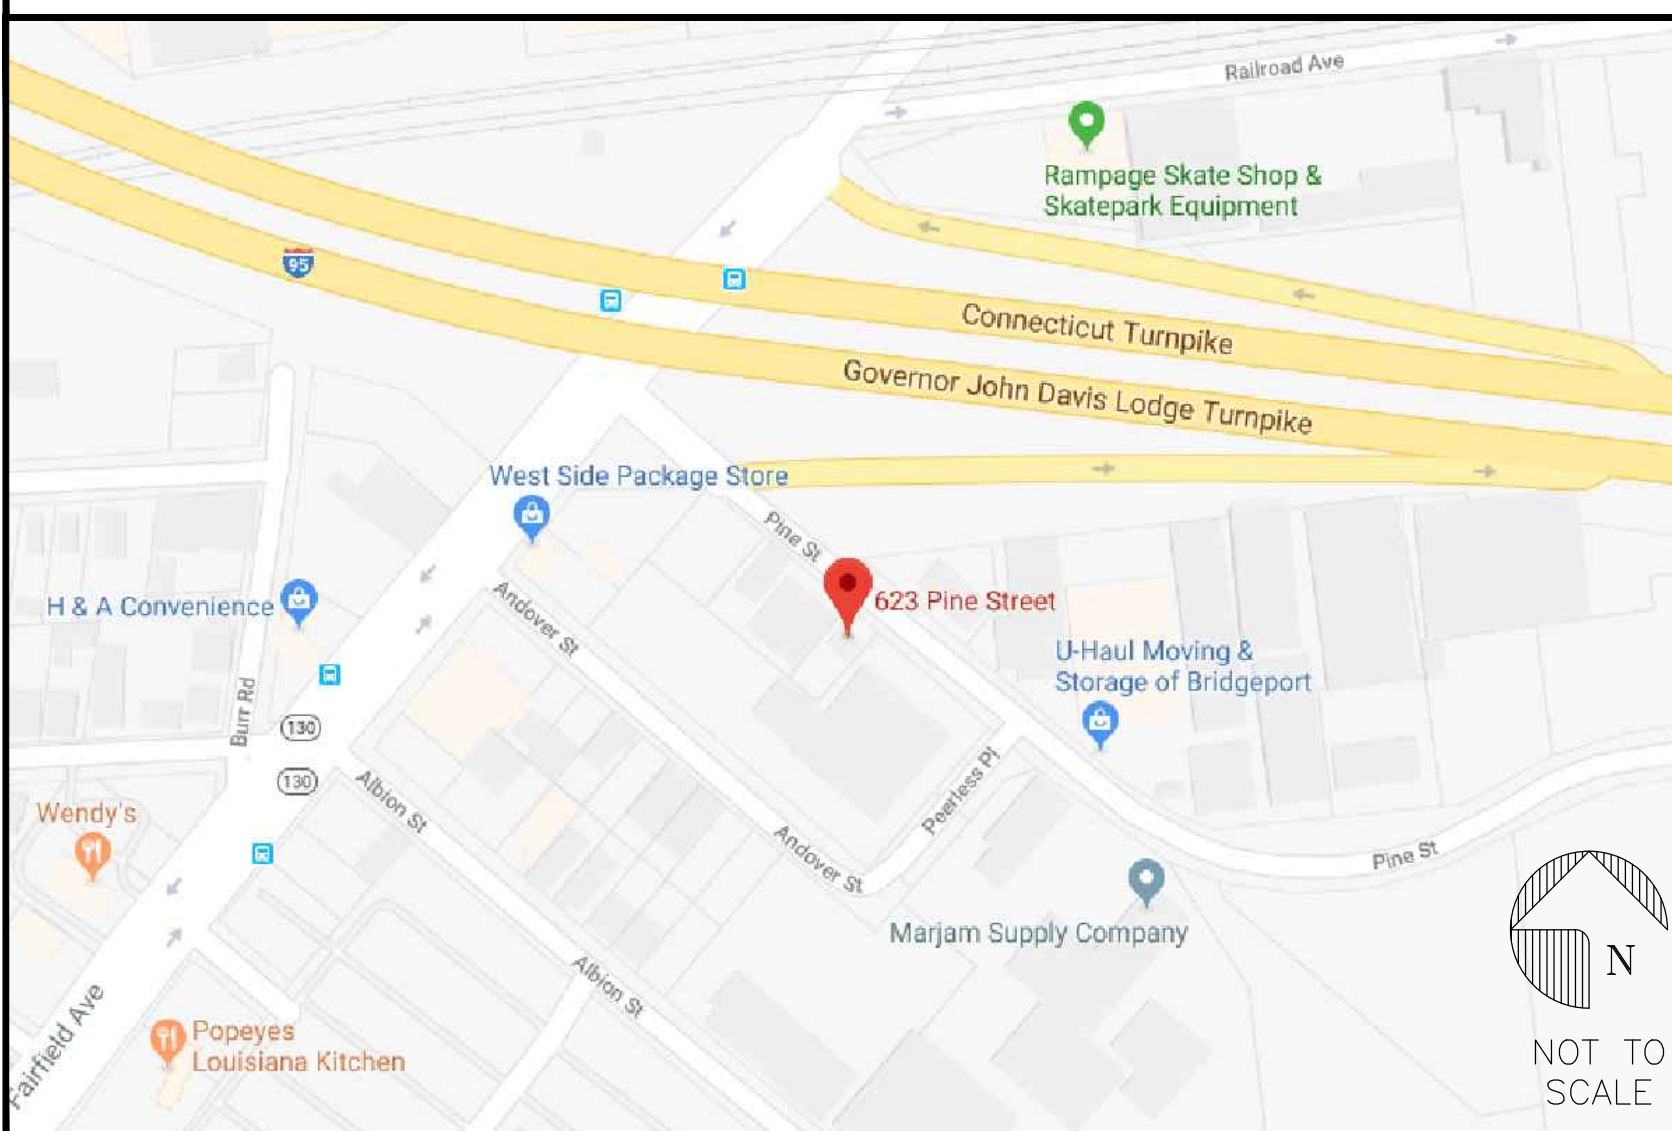 Railroad Ave
Rampage Skate Shop &
Skatepark Equipment
95
Connecticut Turnpike
Governor John Davis Lodge Turnpike
West Side Package Store
Pine St
H & A Convenience
Andover St
623 Pine Street
U-Haul Moving &
Storage of Bridgeport
Burr Rd
130
130
Albion St
Peerless Pl
Wendy's
Andover St
Pine St
Marjam Supply Company
N
Albion St
Fairfield Ave
Popeyes
Louisiana Kitchen
NOT TO
SCALE